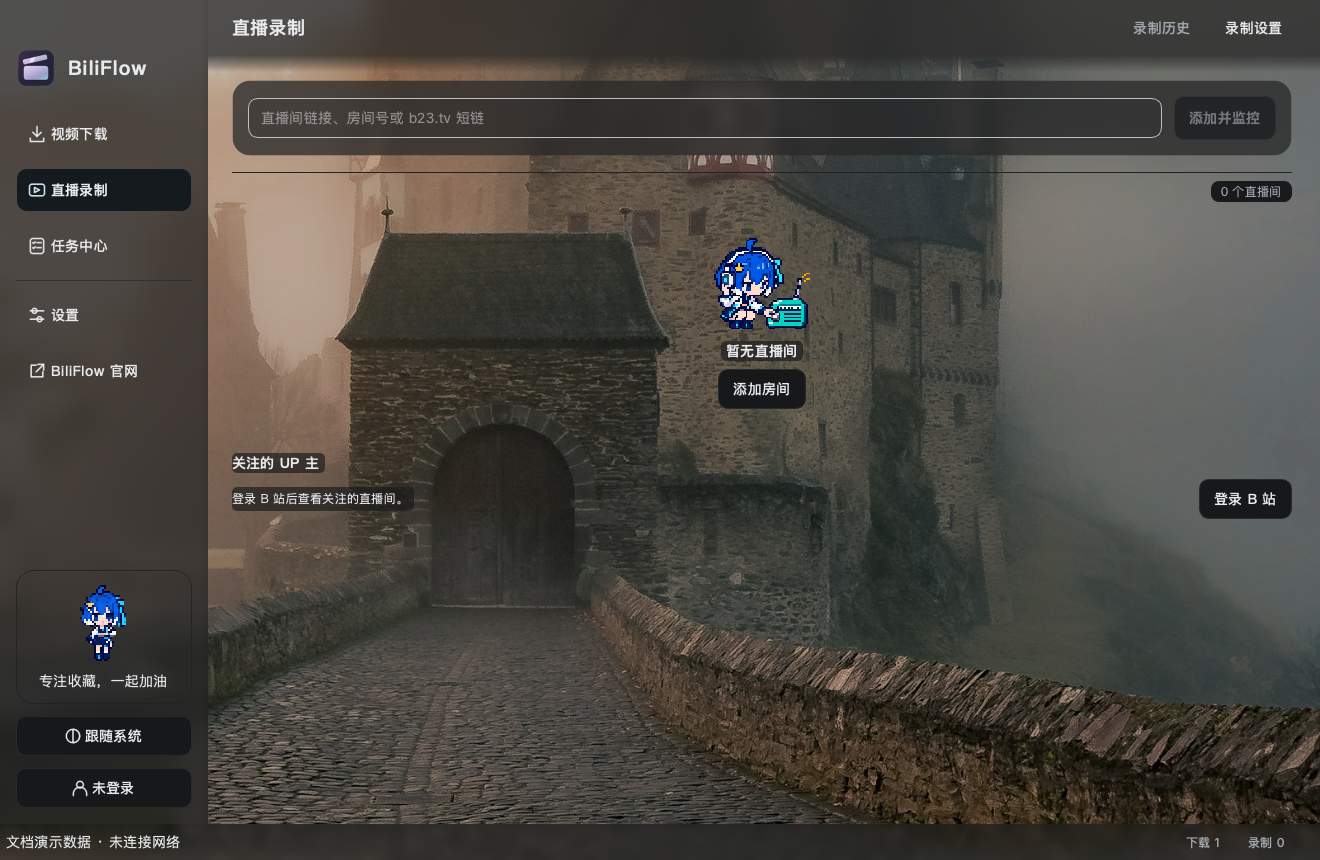 BiliFlow
视频下载
直播录制
任务中心
设置
BiliFlow 官网
专注收藏，一起加油
跟随系统
未登录
直播录制
录制历史
录制设置
直播间链接、房间号或 b23.tv 短链
添加并监控
0 个直播间
暂无直播间
添加房间
关注的 UP 主
登录 B 站后查看关注的直播间。
登录 B 站
文档演示数据 · 未连接网络
下载 1
录制 0